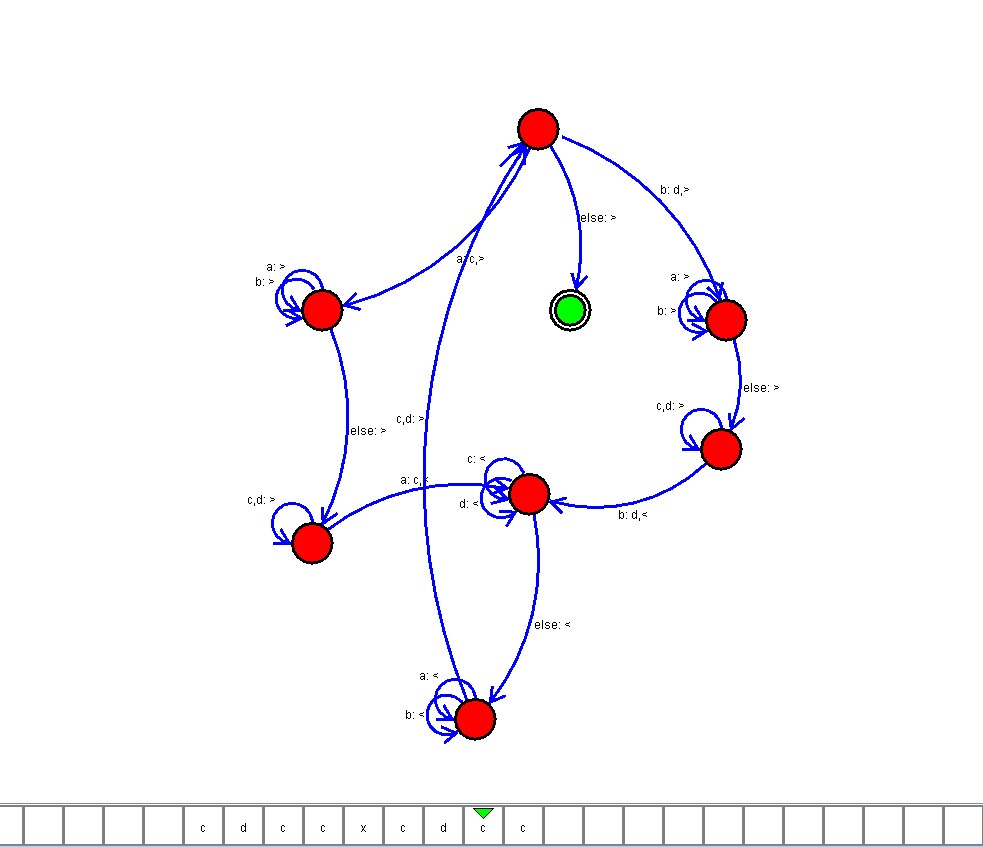 b: d,>
else: >
a: c,>
a: >
b: >
a: >
b: >
else: >
c,d: >
c,d: >
else: >
c: <
a: c,<
d: <
c,d: >
b: d,<
else: <
a: <
b: <
c d c c x c d c c